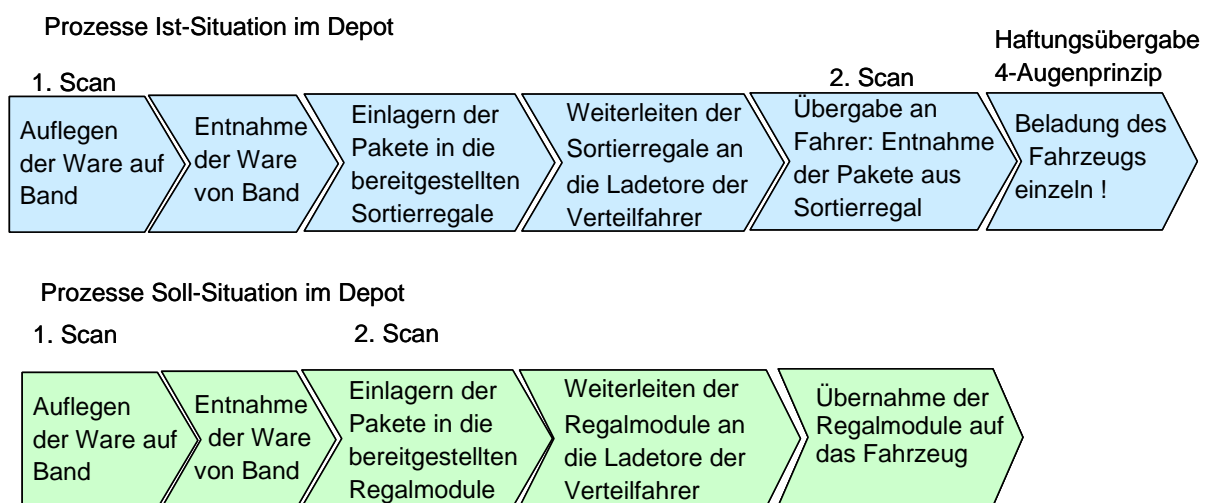 Prozesse Ist-Situation im Depot
Haftungsübergabe
4-Augenprinzip
1. Scan
2. Scan
Auflegen
der Ware auf
Band
Entnahme
der Ware
von Band
Einlagern der
Pakete in die
bereitgestellten
Sortierregale
Weiterleiten der
Sortierregale an
die Ladetore der
Verteilfahrer
Übergabe an
Fahrer: Entnahme
der Pakete aus
Sortierregal
Beladung des
Fahrzeugs
einzeln !
Prozesse Soll-Situation im Depot
1. Scan
2. Scan
Auflegen
der Ware auf
Band
Entnahme
der Ware
von Band
Einlagern der
Pakete in die
bereitgestellten
Regalmodule
Weiterleiten der
Regalmodule an
die Ladetore der
Verteilfahrer
Übernahme der
Regalmodule auf
das Fahrzeug